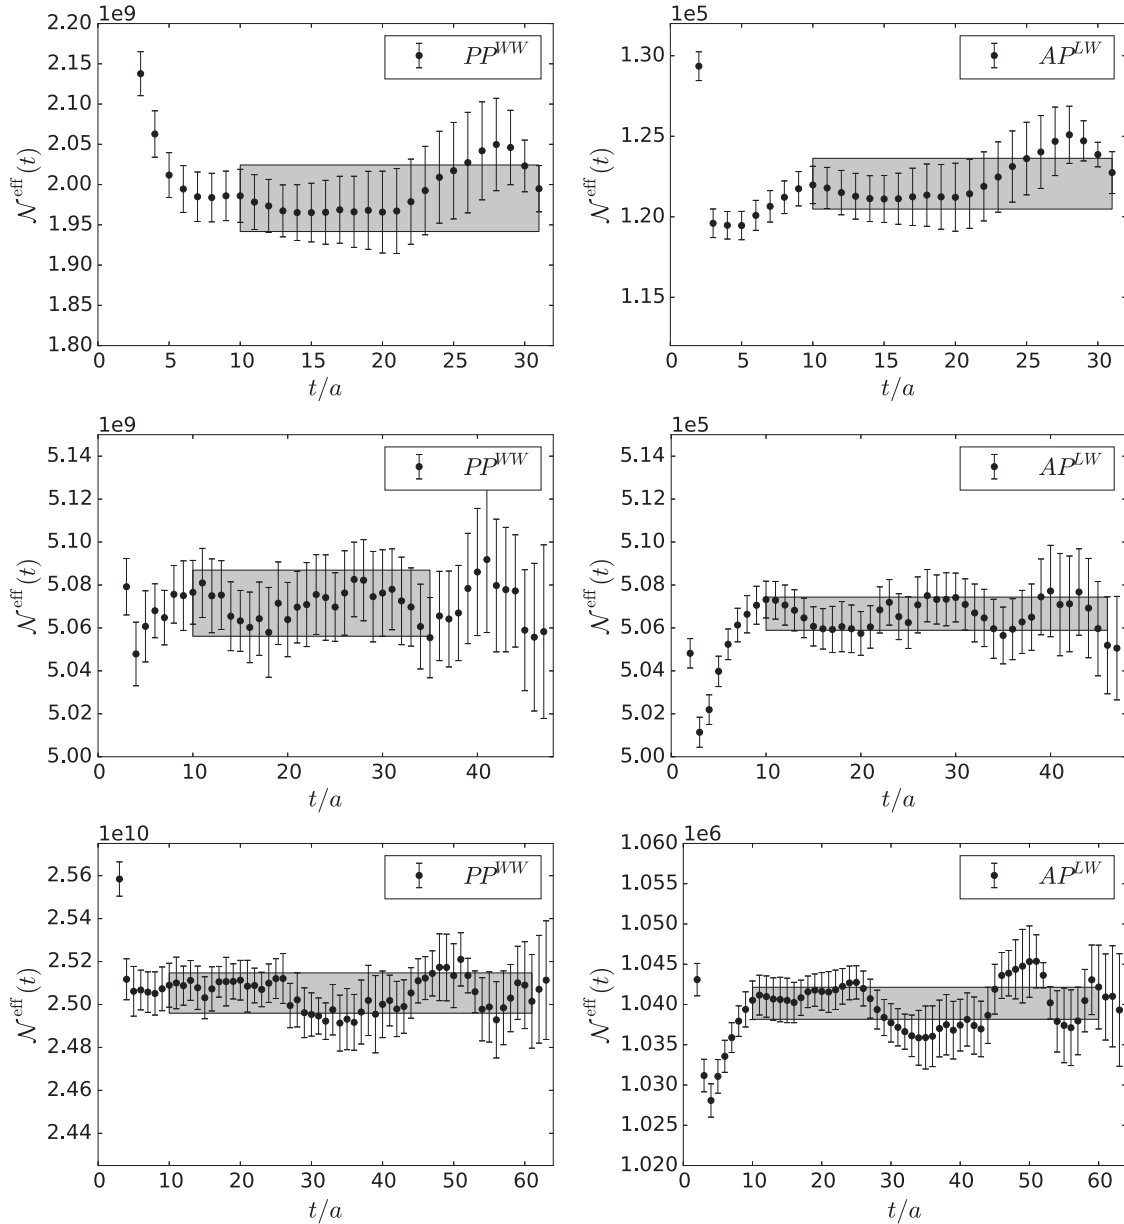 1e9
2.20
2.15
2.10
2.05
2.00
1.95
1.90
1.85
1.80
𝒩^eff(t)
PP^WW
0 5 10 15 20 25 30
t/a
1e5
1.30
1.25
1.20
1.15
𝒩^eff(t)
AP^LW
0 5 10 15 20 25 30
t/a
1e9
5.14
5.12
5.10
5.08
5.06
5.04
5.02
5.00
𝒩^eff(t)
PP^WW
0 10 20 30 40
t/a
1e5
5.14
5.12
5.10
5.08
5.06
5.04
5.02
5.00
𝒩^eff(t)
AP^LW
0 10 20 30 40
t/a
1e10
2.56
2.54
2.52
2.50
2.48
2.46
2.44
𝒩^eff(t)
PP^WW
0 10 20 30 40 50 60
t/a
1e6
1.060
1.055
1.050
1.045
1.040
1.035
1.030
1.025
1.020
𝒩^eff(t)
AP^LW
0 10 20 30 40 50 60
t/a